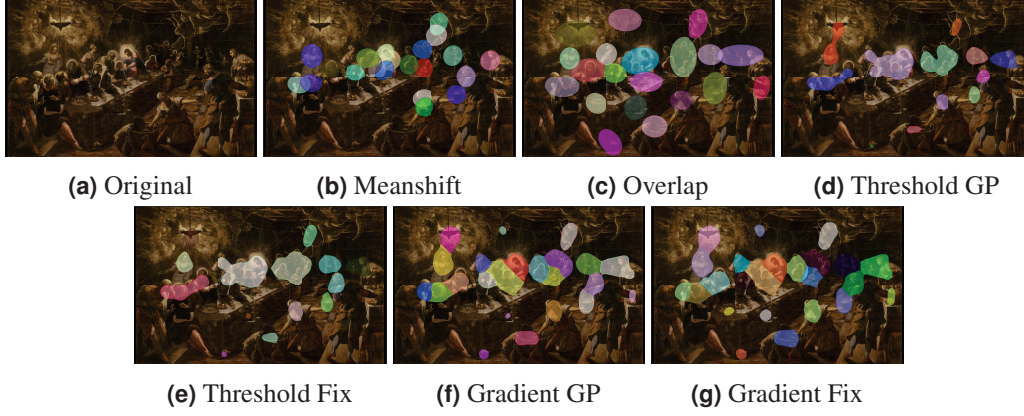 (a) Original
(b) Meanshift
(c) Overlap
(d) Threshold GP
(e) Threshold Fix
(f) Gradient GP
(g) Gradient Fix